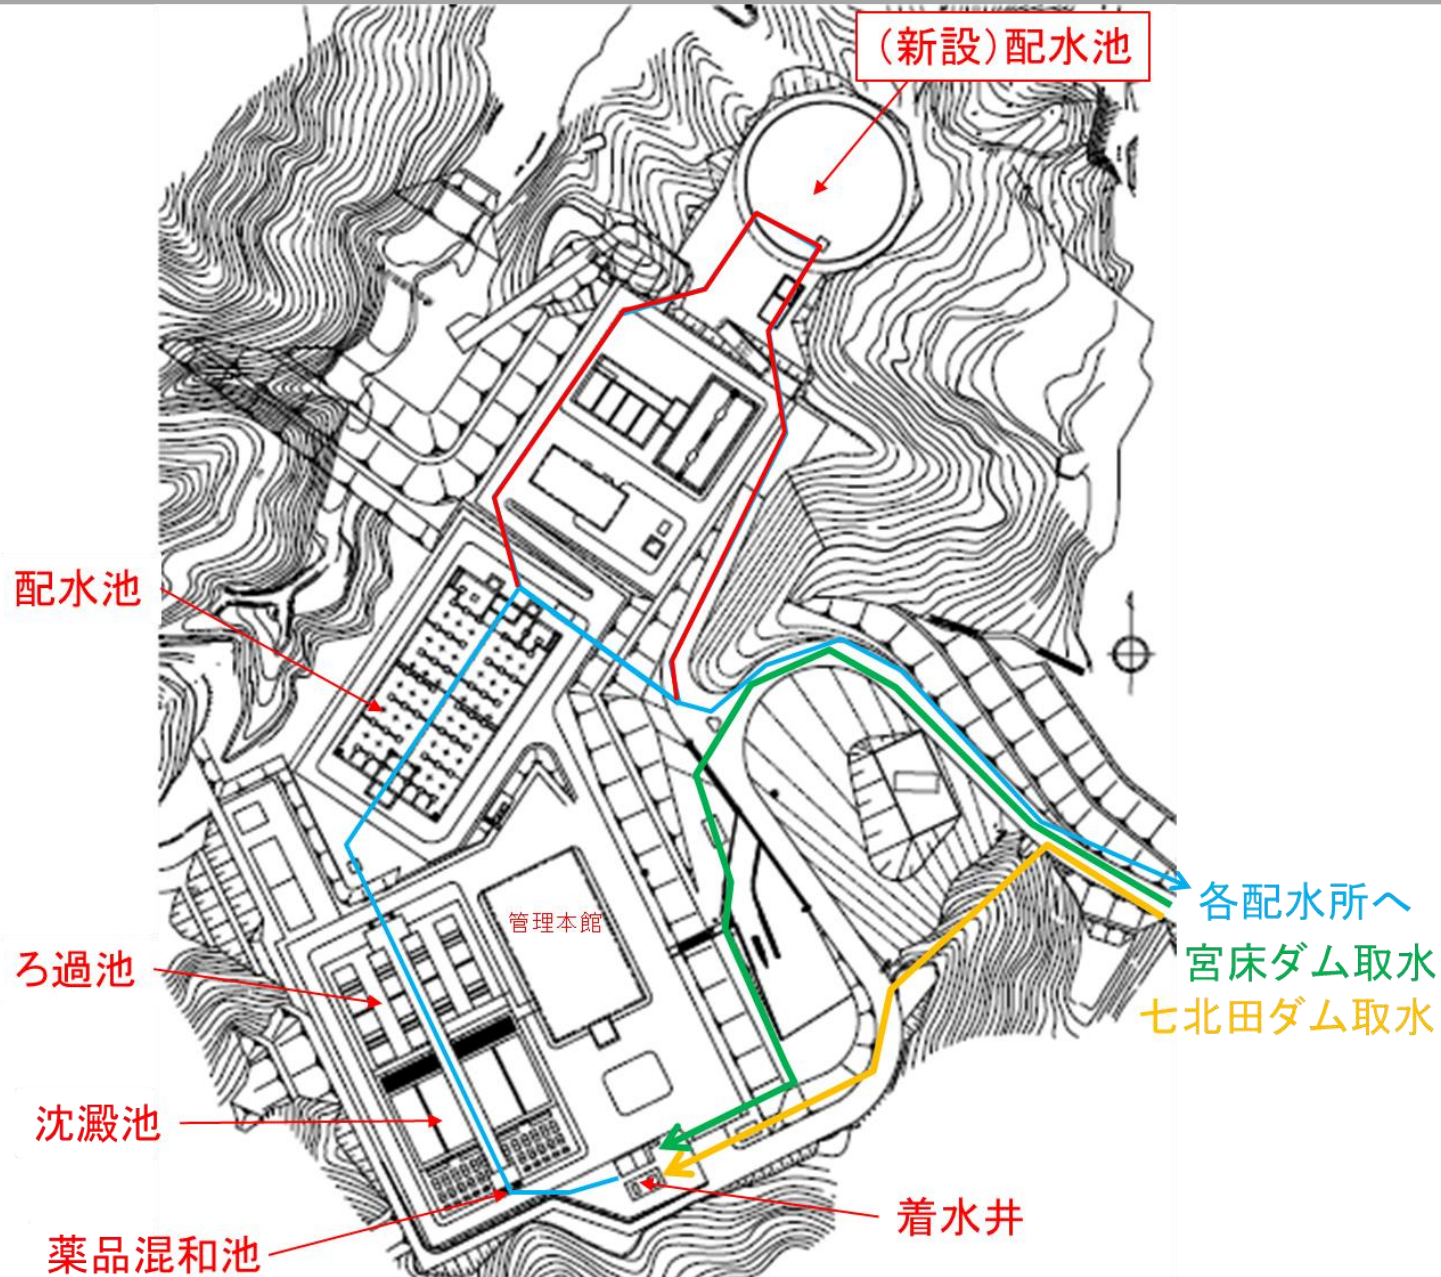 (新設)配水池
配水池
管理本館
各配水所へ
ろ過池
宮床ダム取水
七北田ダム取水
沈澱池
着水井
薬品混和池